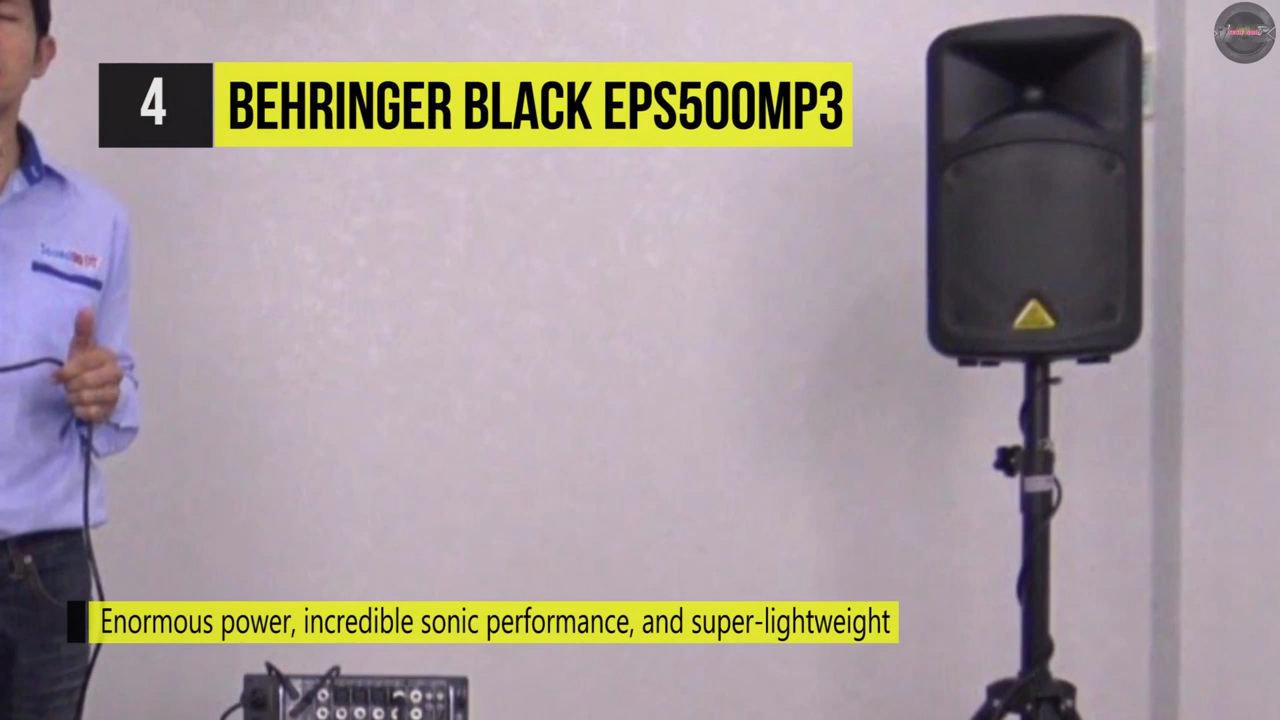 4
BEHRINGER BLACK EPS500MP3
Enormous power, incredible sonic performance, and super-lightweight